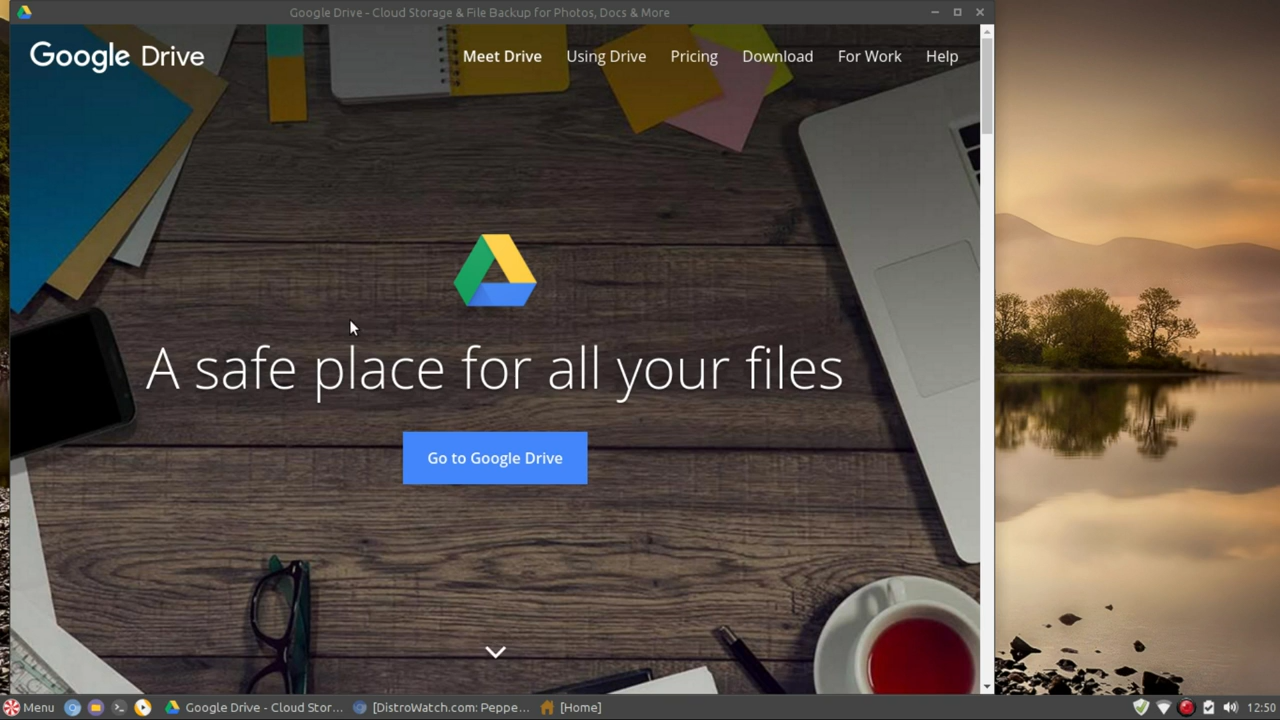 Google Drive - Cloud Storage & File Backup for Photos, Docs & More
Google Drive
Meet Drive Using Drive Pricing Download For Work Help
A safe place for all your files
Go to Google Drive
Menu Google Drive - Cloud Stor... [DistroWatch.com: Peppe... [Home] 12:50